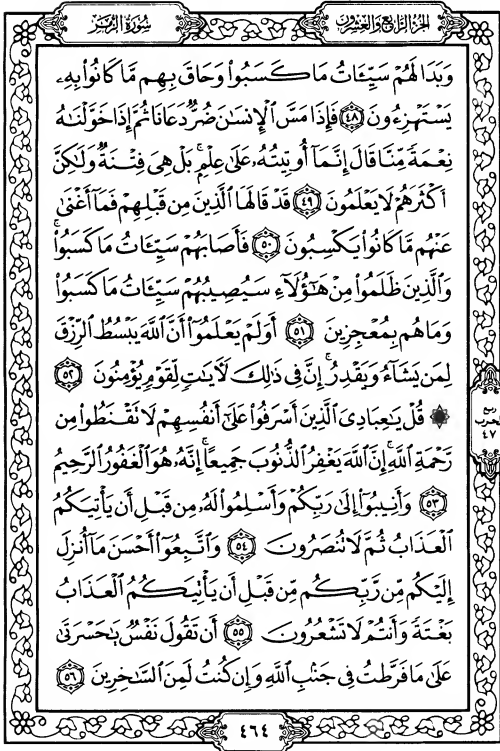 الجزء الرابع والعشرون
سورة الزمر
وَبَدَا لَهُمْ سَيِّـَٔاتُ مَا كَسَبُوا۟ وَحَاقَ بِهِم مَّا كَانُوا۟ بِهِۦ
يَسْتَهْزِءُونَ ٤٨ فَإِذَا مَسَّ ٱلْإِنسَٰنَ ضُرٌّ دَعَانَا ثُمَّ إِذَا خَوَّلْنَٰهُ
نِعْمَةً مِّنَّا قَالَ إِنَّمَآ أُوتِيتُهُۥ عَلَىٰ عِلْمٍۭ ۚ بَلْ هِىَ فِتْنَةٌ وَلَٰكِنَّ
أَكْثَرَهُمْ لَا يَعْلَمُونَ ٤٩ قَدْ قَالَهَا ٱلَّذِينَ مِن قَبْلِهِمْ فَمَآ أَغْنَىٰ
عَنْهُم مَّا كَانُوا۟ يَكْسِبُونَ ٥٠ فَأَصَابَهُمْ سَيِّـَٔاتُ مَا كَسَبُوا۟ ۚ
وَٱلَّذِينَ ظَلَمُوا۟ مِنْ هَٰٓؤُلَآءِ سَيُصِيبُهُمْ سَيِّـَٔاتُ مَا كَسَبُوا۟
وَمَا هُم بِمُعْجِزِينَ ٥١ أَوَلَمْ يَعْلَمُوٓا۟ أَنَّ ٱللَّهَ يَبْسُطُ ٱلرِّزْقَ
لِمَن يَشَآءُ وَيَقْدِرُ ۚ إِنَّ فِى ذَٰلِكَ لَءَايَٰتٍ لِّقَوْمٍ يُؤْمِنُونَ ٥٢
۞ قُلْ يَٰعِبَادِىَ ٱلَّذِينَ أَسْرَفُوا۟ عَلَىٰٓ أَنفُسِهِمْ لَا تَقْنَطُوا۟ مِن
رَّحْمَةِ ٱللَّهِ ۚ إِنَّ ٱللَّهَ يَغْفِرُ ٱلذُّنُوبَ جَمِيعًا ۚ إِنَّهُۥ هُوَ ٱلْغَفُورُ ٱلرَّحِيمُ
٥٣ وَأَنِيبُوٓا۟ إِلَىٰ رَبِّكُمْ وَأَسْلِمُوا۟ لَهُۥ مِن قَبْلِ أَن يَأْتِيَكُمُ
ٱلْعَذَابُ ثُمَّ لَا تُنصَرُونَ ٥٤ وَٱتَّبِعُوٓا۟ أَحْسَنَ مَآ أُنزِلَ
إِلَيْكُم مِّن رَّبِّكُم مِّن قَبْلِ أَن يَأْتِيَكُمُ ٱلْعَذَابُ
بَغْتَةً وَأَنتُمْ لَا تَشْعُرُونَ ٥٥ أَن تَقُولَ نَفْسٌ يَٰحَسْرَتَىٰ
عَلَىٰ مَا فَرَّطتُ فِى جَنۢبِ ٱللَّهِ وَإِن كُنتُ لَمِنَ ٱلسَّٰخِرِينَ ٥٦
ربع
الحزب
٤٧
٤٦٤